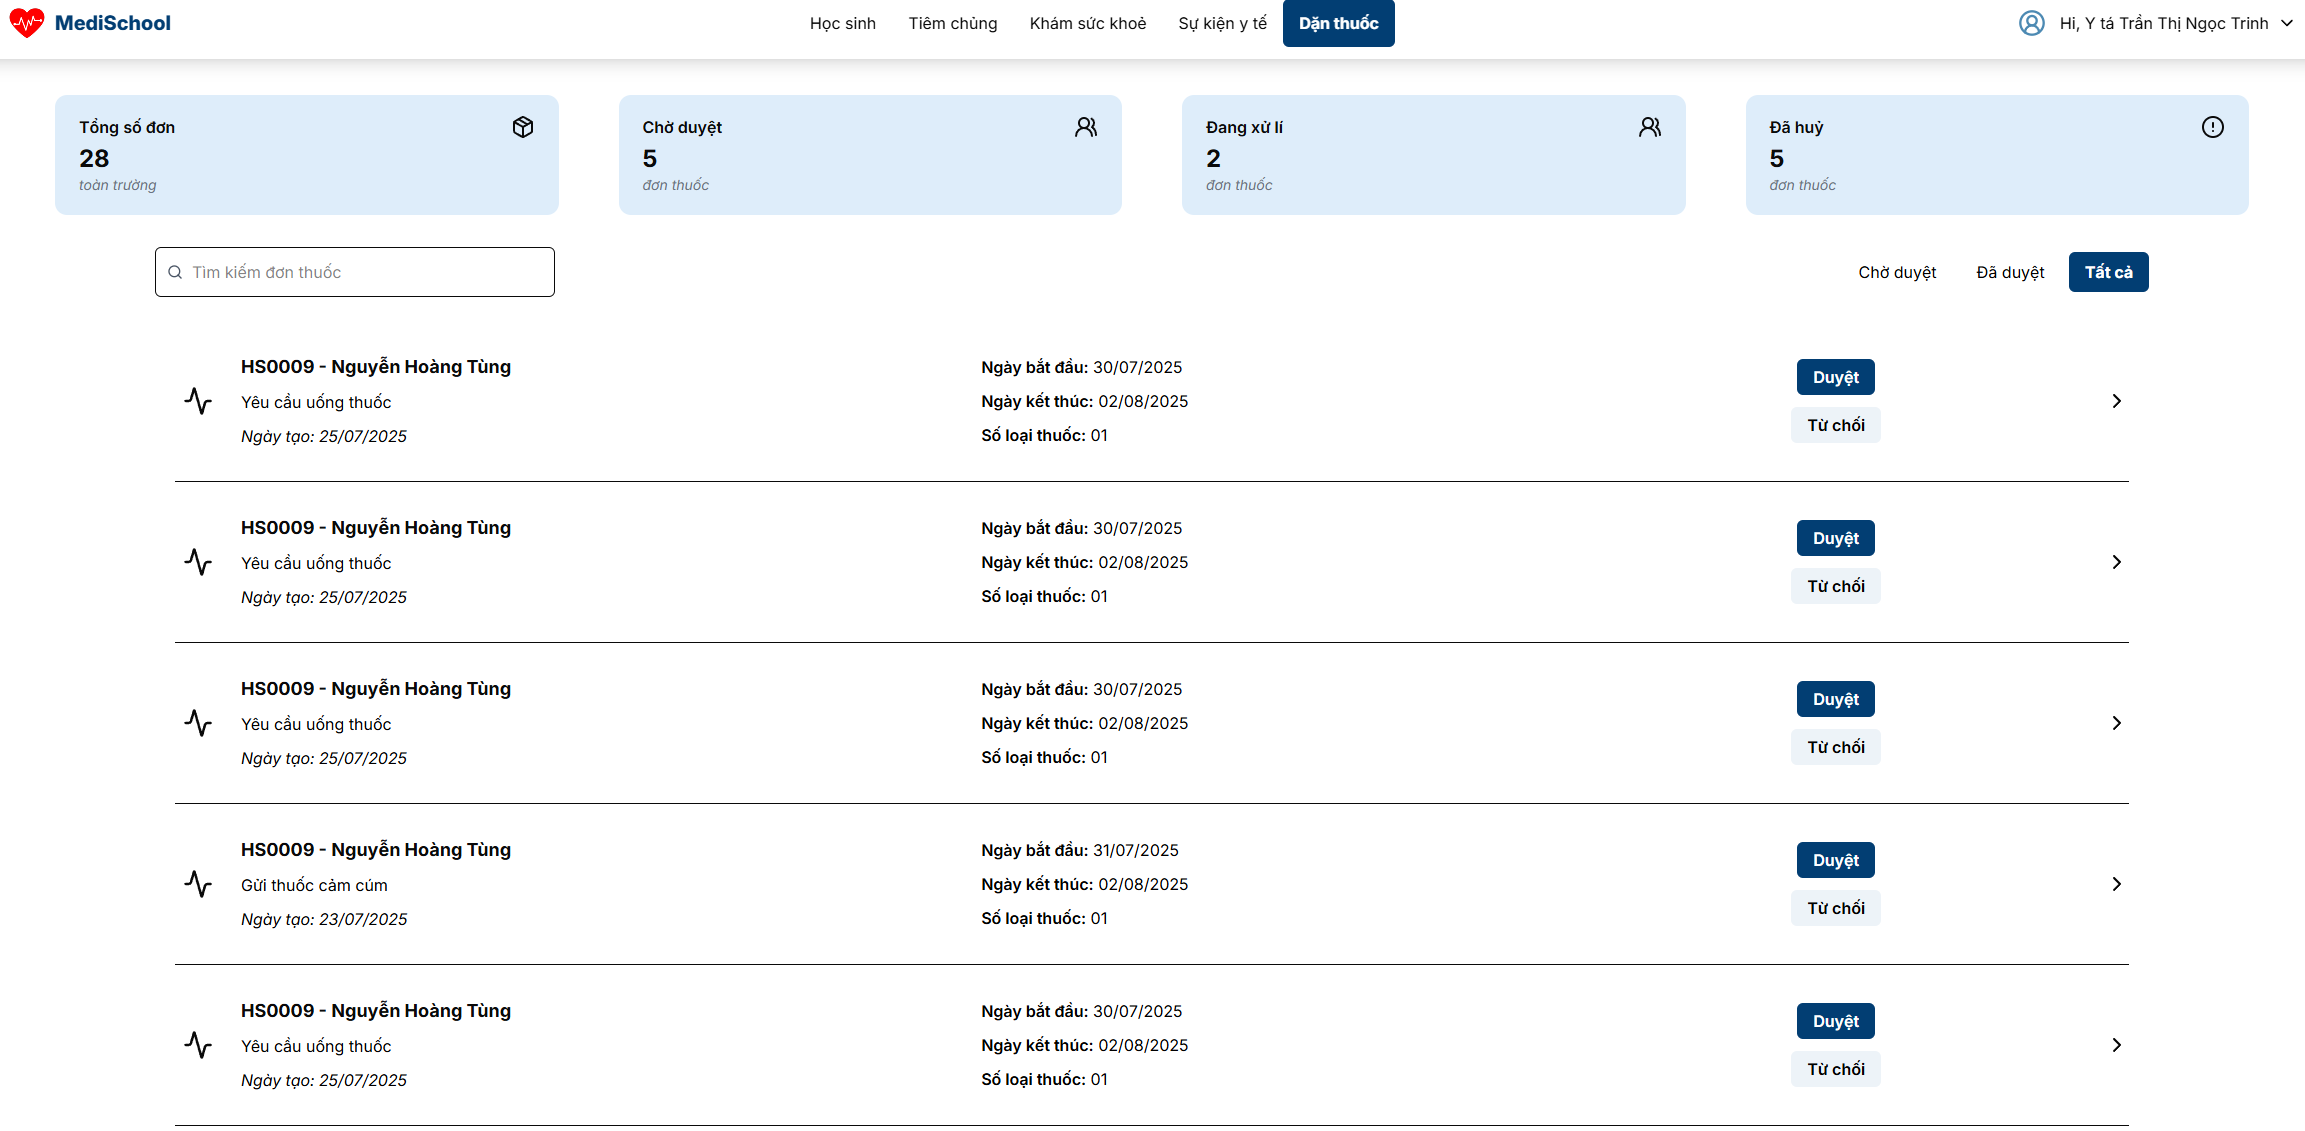 MediSchool
Học sinh Tiêm chủng Khám sức khoẻ Sự kiện y tế Dặn thuốc
Hi, Y tá Trần Thị Ngọc Trinh
Tổng số đơn
28
toàn trường
Chờ duyệt
5
đơn thuốc
Đang xử lí
2
đơn thuốc
Đã huỷ
5
đơn thuốc
Tìm kiếm đơn thuốc
Chờ duyệt Đã duyệt Tất cả
HS0009 - Nguyễn Hoàng Tùng
Yêu cầu uống thuốc
Ngày tạo: 25/07/2025
Ngày bắt đầu: 30/07/2025
Ngày kết thúc: 02/08/2025
Số loại thuốc: 01
Duyệt
Từ chối
HS0009 - Nguyễn Hoàng Tùng
Yêu cầu uống thuốc
Ngày tạo: 25/07/2025
Ngày bắt đầu: 30/07/2025
Ngày kết thúc: 02/08/2025
Số loại thuốc: 01
Duyệt
Từ chối
HS0009 - Nguyễn Hoàng Tùng
Yêu cầu uống thuốc
Ngày tạo: 25/07/2025
Ngày bắt đầu: 30/07/2025
Ngày kết thúc: 02/08/2025
Số loại thuốc: 01
Duyệt
Từ chối
HS0009 - Nguyễn Hoàng Tùng
Gửi thuốc cảm cúm
Ngày tạo: 23/07/2025
Ngày bắt đầu: 31/07/2025
Ngày kết thúc: 02/08/2025
Số loại thuốc: 01
Duyệt
Từ chối
HS0009 - Nguyễn Hoàng Tùng
Yêu cầu uống thuốc
Ngày tạo: 25/07/2025
Ngày bắt đầu: 30/07/2025
Ngày kết thúc: 02/08/2025
Số loại thuốc: 01
Duyệt
Từ chối